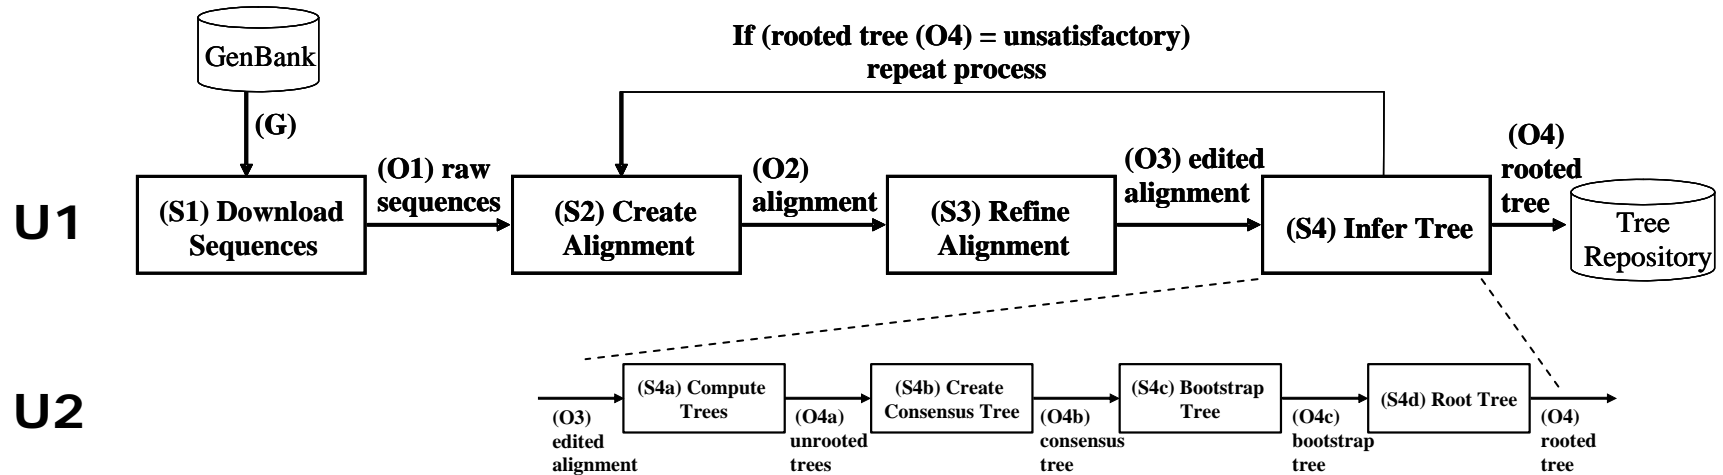 GenBank
(G)
If (rooted tree (O4) = unsatisfactory)
repeat process
U1
(S1) Download
Sequences
(O1) raw
sequences
(S2) Create
Alignment
(O2)
alignment
(S3) Refine
Alignment
(O3) edited
alignment
(S4) Infer Tree
(O4)
rooted
tree
Tree
Repository
U2
(O3)
edited
alignment
(S4a) Compute
Trees
(O4a)
unrooted
trees
(S4b) Create
Consensus Tree
(O4b)
consensus
tree
(S4c) Bootstrap
Tree
(O4c)
bootstrap
tree
(S4d) Root Tree
(O4)
rooted
tree